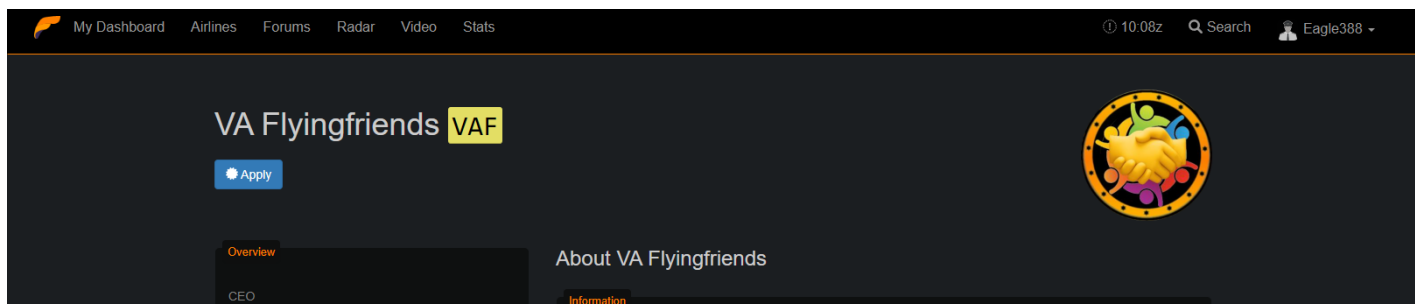 My Dashboard Airlines Forums Radar Video Stats 10:08z Search Eagle388
VA Flyingfriends VAF
Apply
Overview
About VA Flyingfriends
CEO
Information